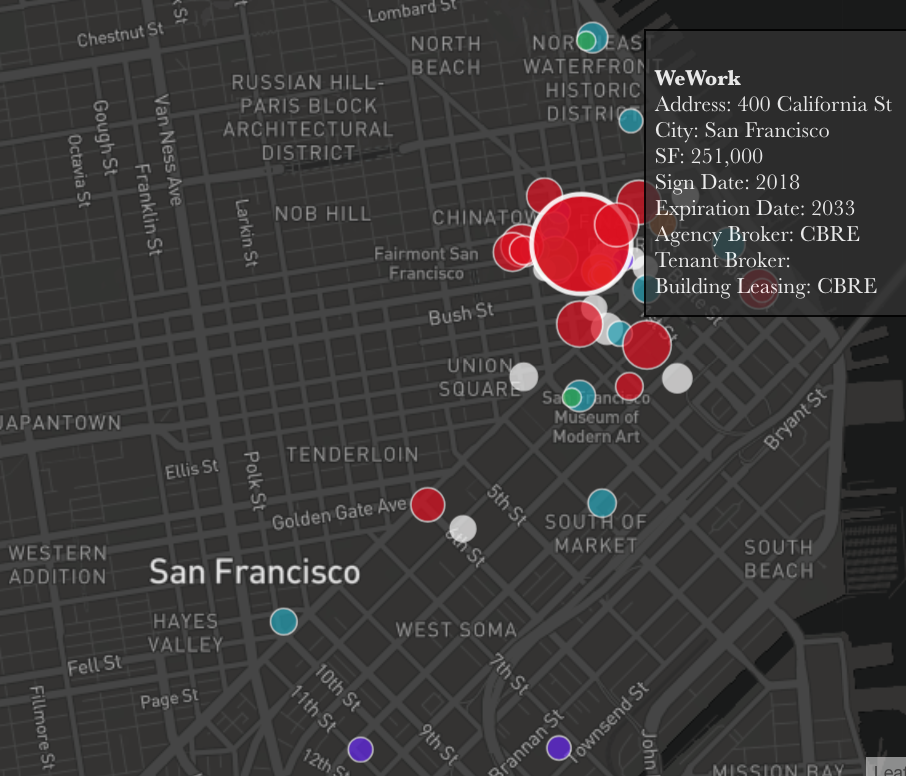 Lombard St
Chestnut St
NORTH
BEACH
WATERFRONT
HISTORIC
DISTRICT
RUSSIAN HILL-
PARIS BLOCK
ARCHITECTURAL
DISTRICT
Gough St
Octavia St
Van Ness Ave
Franklin St
Larkin St
NOB HILL
CHINATOW
Fairmont San
Francisco
WeWork
Address: 400 California St
City: San Francisco
SF: 251,000
Sign Date: 2018
Expiration Date: 2033
Agency Broker: CBRE
Tenant Broker:
Building Leasing: CBRE
Bush St
UNION
SQUARE
San Francisco
Museum of
Modern Art
JAPANTOWN
TENDERLOIN
Ellis St
Polk St
Golden Gate Ave
5th St
6th St
Bryant St
SOUTH OF
MARKET
SOUTH
BEACH
WESTERN
ADDITION
San Francisco
HAYES
VALLEY
WEST SOMA
Fell St
Page St
Fillmore St
10th St
11th St
12th St
9th St
7th St
Brannan St
Townsend St
John
MISSION BAY
Leaf